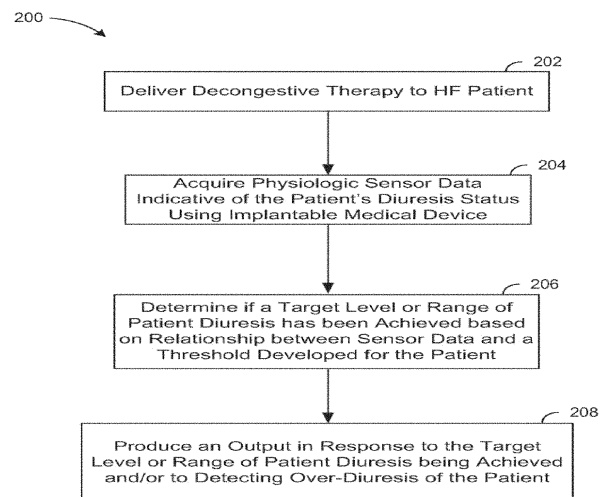 200
202
Deliver Decongestive Therapy to HF Patient
204
Acquire Physiologic Sensor Data
Indicative of the Patient's Diuresis Status
Using Implantable Medical Device
206
Determine if a Target Level or Range of
Patient Diuresis has been Achieved based
on Relationship between Sensor Data and a
Threshold Developed for the Patient
208
Produce an Output in Response to the Target
Level or Range of Patient Diuresis being Achieved
and/or to Detecting Over-Diuresis of the Patient